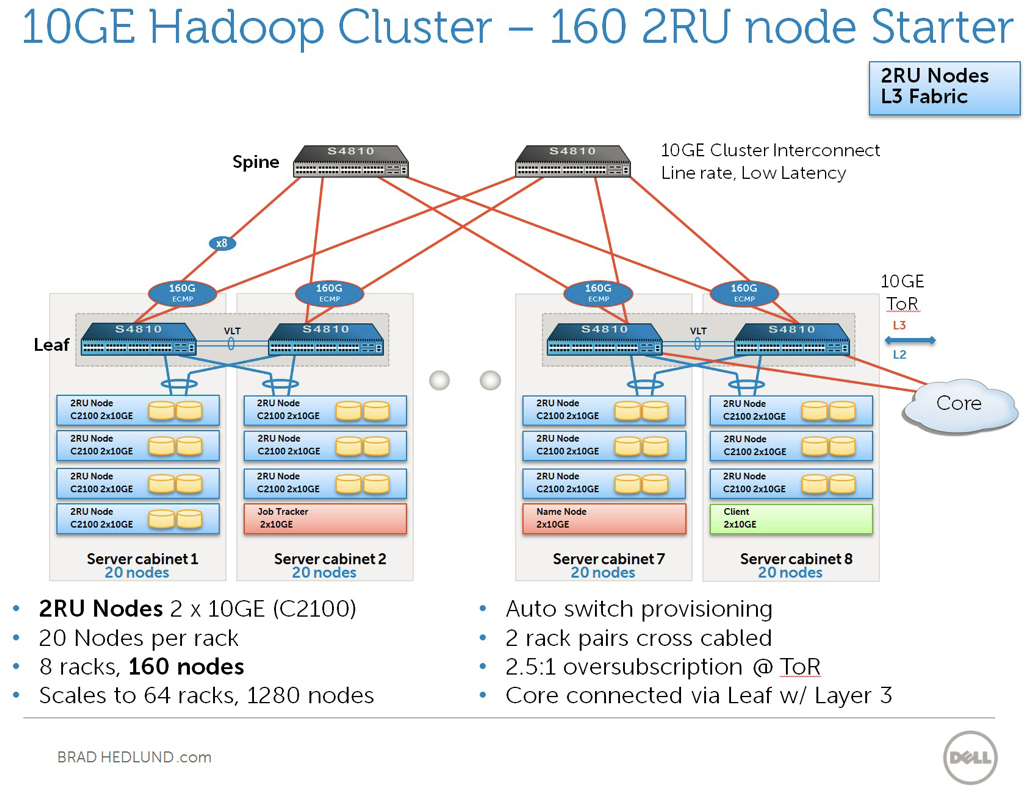 10GE Hadoop Cluster – 160 2RU node Starter
2RU Nodes
L3 Fabric
Spine
S4810
S4810
10GE Cluster Interconnect
Line rate, Low Latency
x8
160G
ECMP
160G
ECMP
160G
ECMP
160G
ECMP
10GE
ToR
L3
L2
Leaf
S4810
VLT
S4810
S4810
VLT
S4810
Core
2RU Node
C2100 2x10GE
2RU Node
C2100 2x10GE
2RU Node
C2100 2x10GE
2RU Node
C2100 2x10GE
Server cabinet 1
20 nodes
2RU Node
C2100 2x10GE
2RU Node
C2100 2x10GE
2RU Node
C2100 2x10GE
Job Tracker
2x10GE
Server cabinet 2
20 nodes
2RU Node
C2100 2x10GE
2RU Node
C2100 2x10GE
2RU Node
C2100 2x10GE
Name Node
2x10GE
Server cabinet 7
20 nodes
2RU Node
C2100 2x10GE
2RU Node
C2100 2x10GE
2RU Node
C2100 2x10GE
Client
2x10GE
Server cabinet 8
20 nodes
• 2RU Nodes 2 x 10GE (C2100)
• 20 Nodes per rack
• 8 racks, 160 nodes
• Scales to 64 racks, 1280 nodes
• Auto switch provisioning
• 2 rack pairs cross cabled
• 2.5:1 oversubscription @ ToR
• Core connected via Leaf w/ Layer 3
BRAD HEDLUND.com
DELL